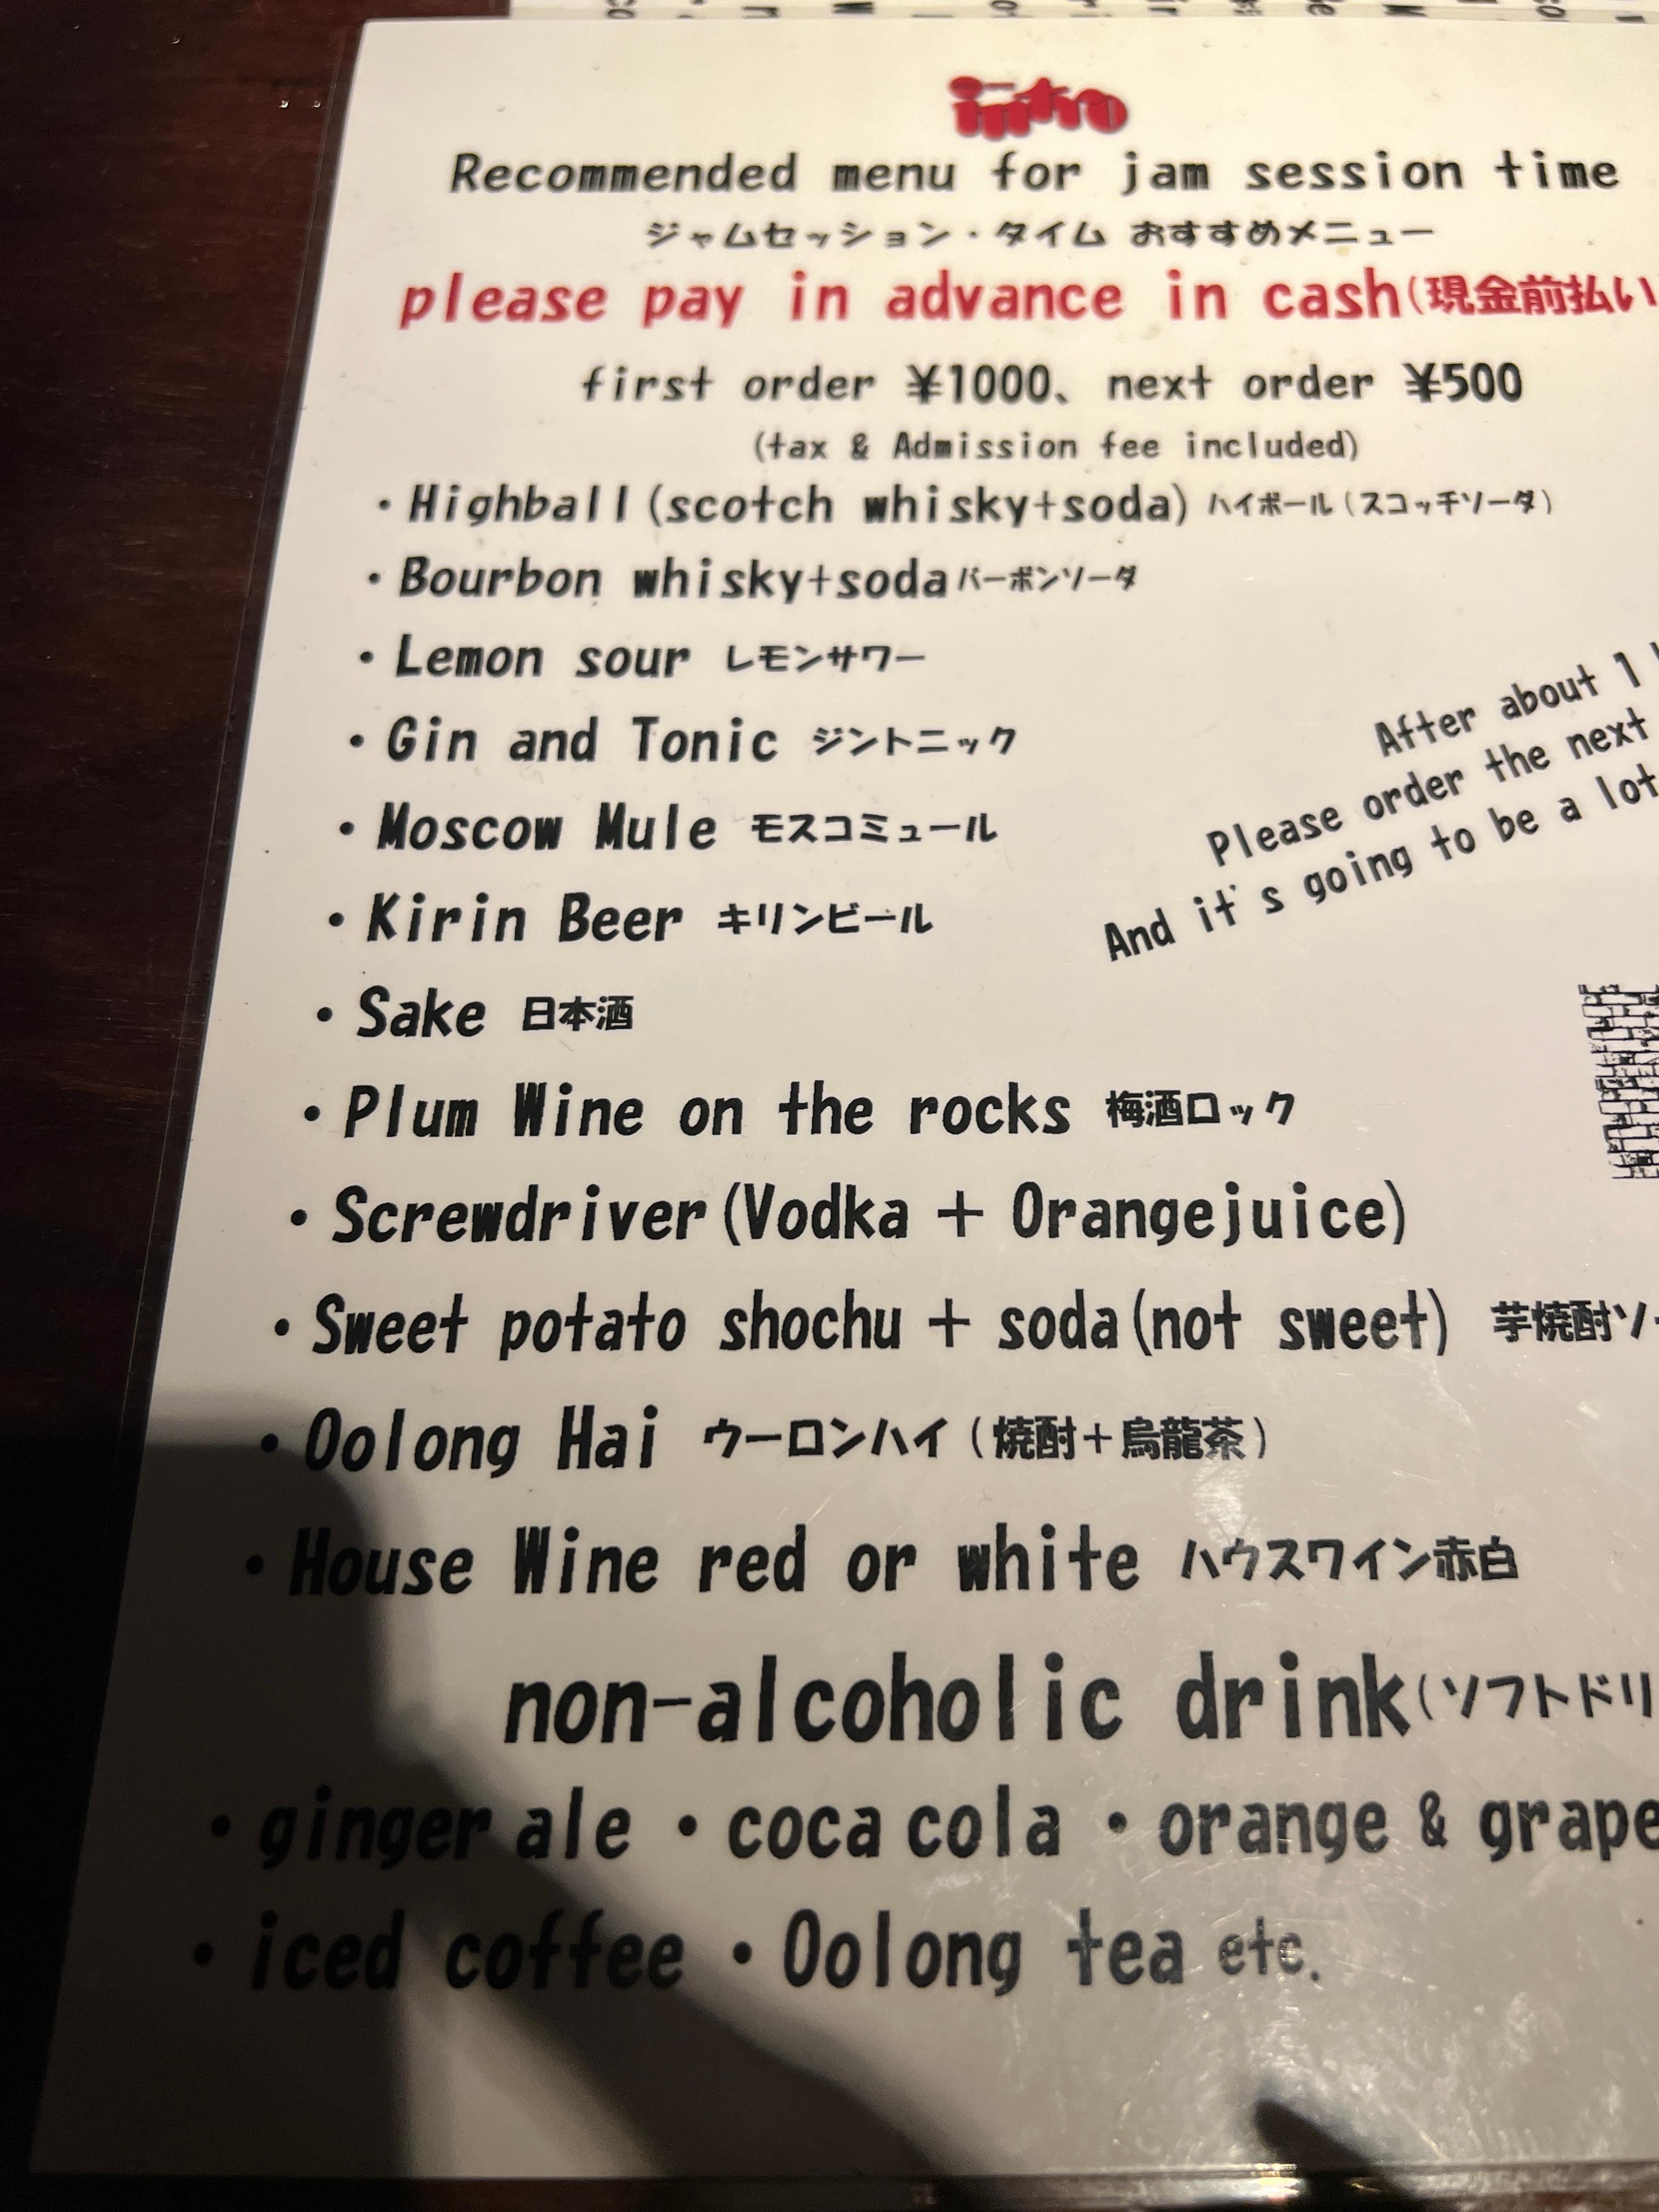 intro
Recommended menu for jam session time
ジャムセッション・タイム おすすめメニュー
please pay in advance in cash(現金前払い
first order ¥1000、next order ¥500
(tax & Admission fee included)
・Highball(scotch whisky+soda) ハイボール(スコッチソーダ)
・Bourbon whisky+soda バーボンソーダ
・Lemon sour レモンサワー
・Gin and Tonic ジントニック
・Moscow Mule モスコミュール
・Kirin Beer キリンビール
・Sake 日本酒
・Plum Wine on the rocks 梅酒ロック
・Screwdriver(Vodka + Orangejuice)
・Sweet potato shochu + soda(not sweet) 芋焼酎ソー
・Oolong Hai ウーロンハイ(焼酎+烏龍茶)
・House Wine red or white ハウスワイン赤白
After about 1
Please order the next
And it's going to be a lot
non-alcoholic drink(ソフトドリ
・ginger ale ・coca cola ・orange & grape
・iced coffee ・Oolong tea etc.